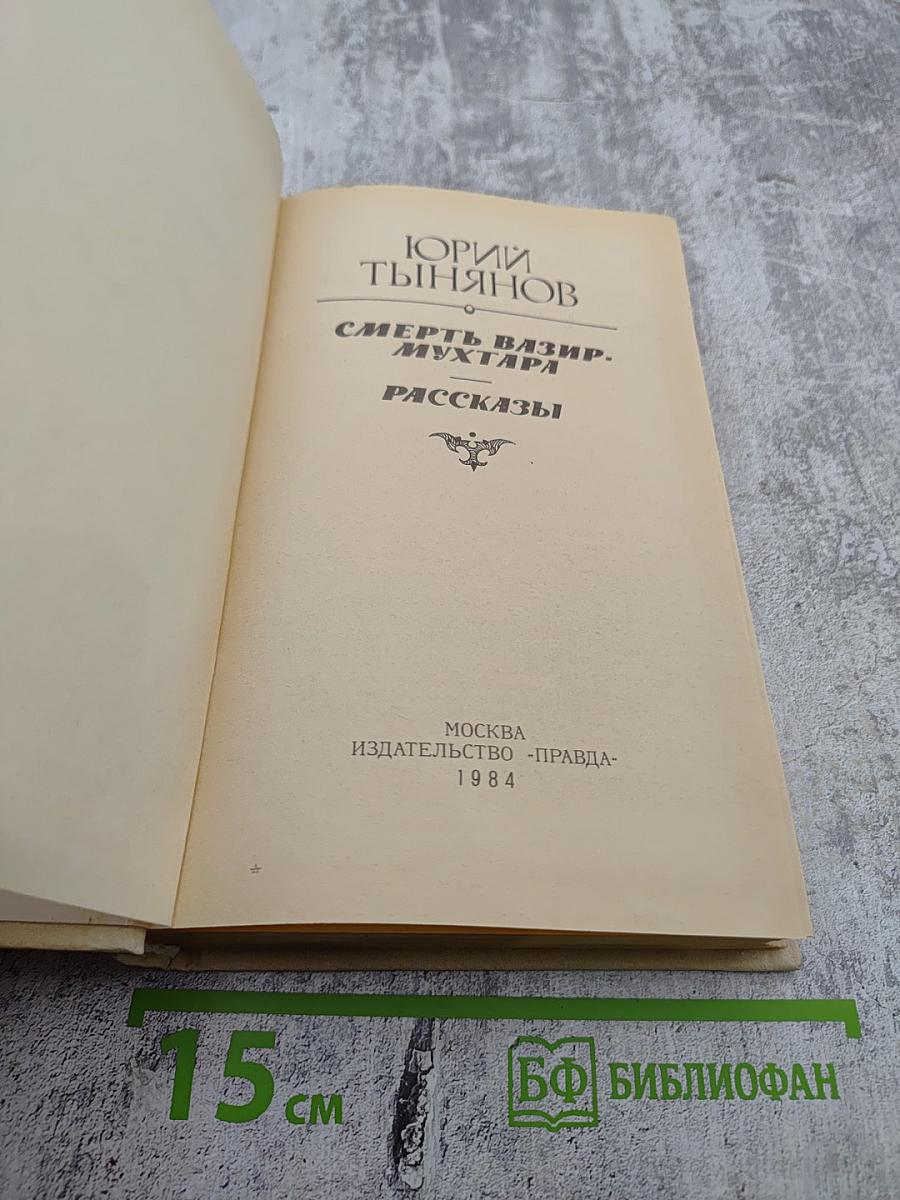 ЮРИЙ
ТЫНЯНОВ
СМЕРТЬ ВАЗИР-
МУХТАРА
РАССКАЗЫ
МОСКВА
ИЗДАТЕЛЬСТВО «ПРАВДА»
1984
15 см
БФ БИБЛИОФАН